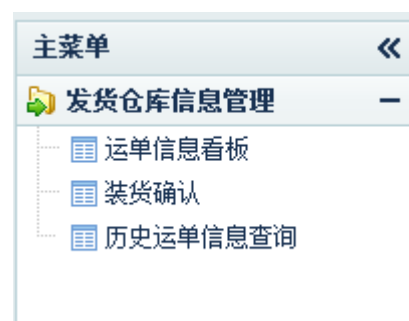 主菜单
发货仓库信息管理
运单信息看板
装货确认
历史运单信息查询